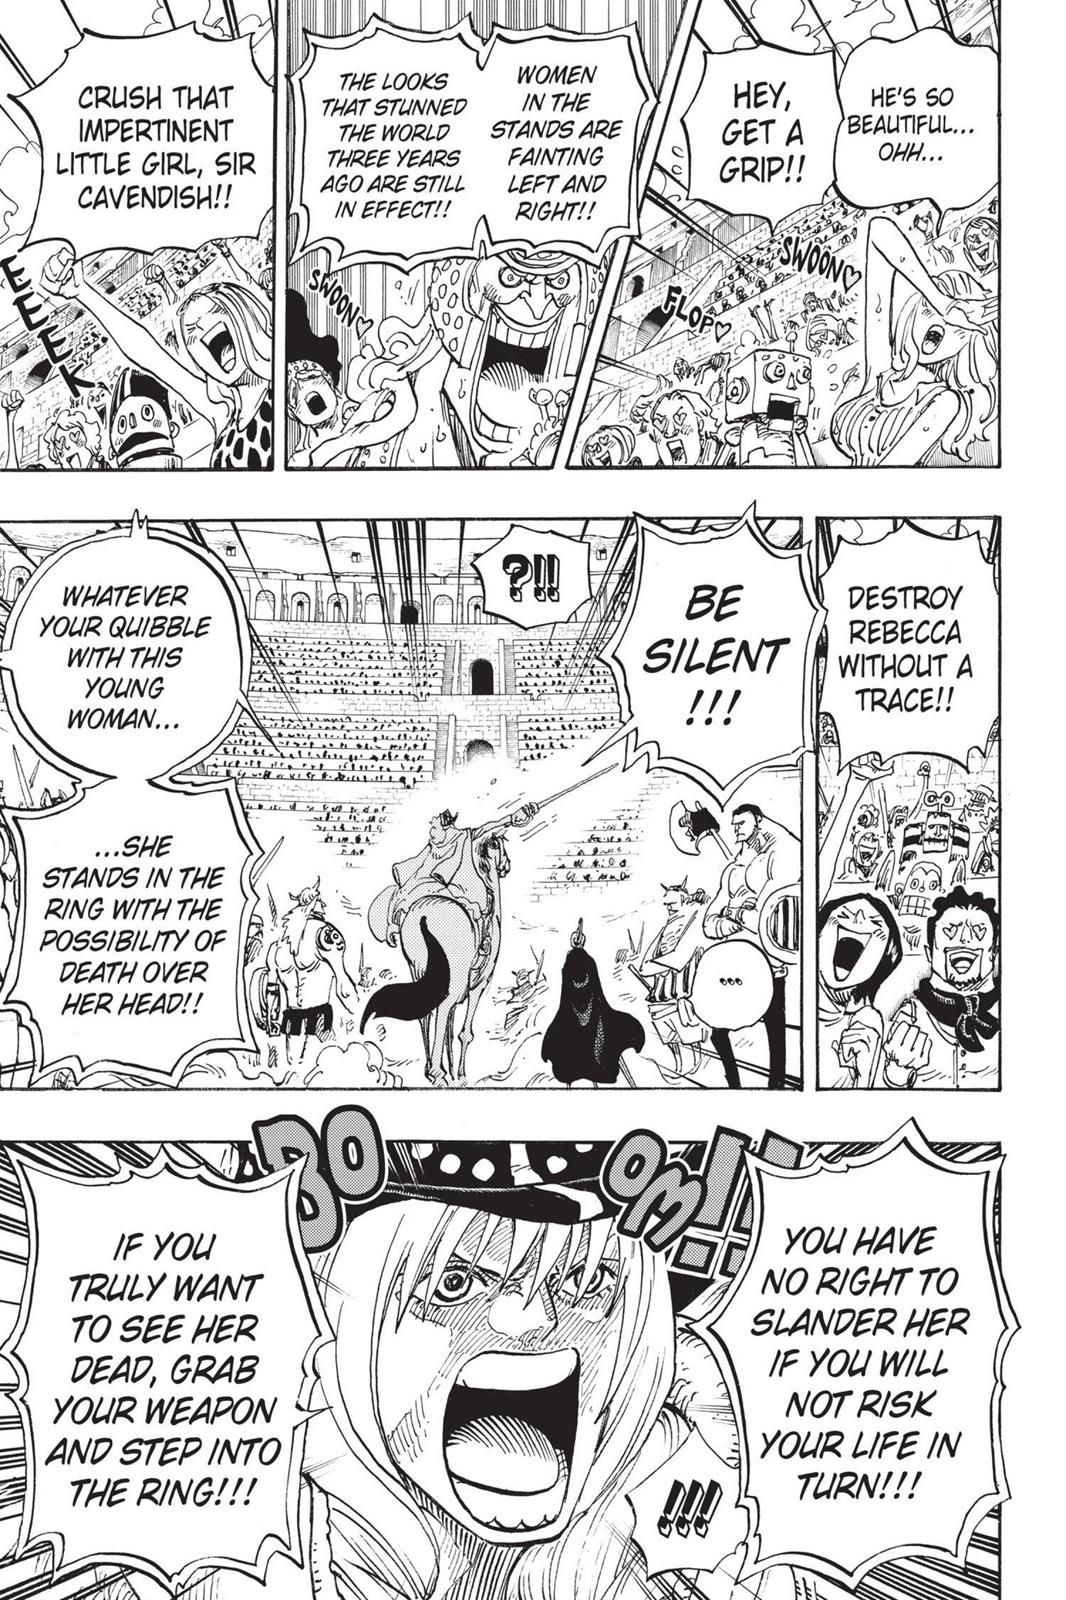 HE'S SO
BEAUTIFUL...
OHH...
HEY,
GET A
GRIP!!
SWOON♡
FLOP♡
WOMEN
IN THE
STANDS ARE
FAINTING
LEFT AND
RIGHT!!
THE LOOKS
THAT STUNNED
THE WORLD
THREE YEARS
AGO ARE STILL
IN EFFECT!!
SWOON♡
CRUSH THAT
IMPERTINENT
LITTLE GIRL, SIR
CAVENDISH!!
EEEEK
DESTROY
REBECCA
WITHOUT A
TRACE!!
BE
SILENT
!!!
?!!
...
WHATEVER
YOUR QUIBBLE
WITH THIS
YOUNG
WOMAN...
...SHE
STANDS IN THE
RING WITH THE
POSSIBILITY OF
DEATH OVER
HER HEAD!!
YOU HAVE
NO RIGHT TO
SLANDER HER
IF YOU WILL
NOT RISK
YOUR LIFE IN
TURN!!!
BOOM!!
!!!
IF YOU
TRULY WANT
TO SEE HER
DEAD, GRAB
YOUR WEAPON
AND STEP INTO
THE RING!!!